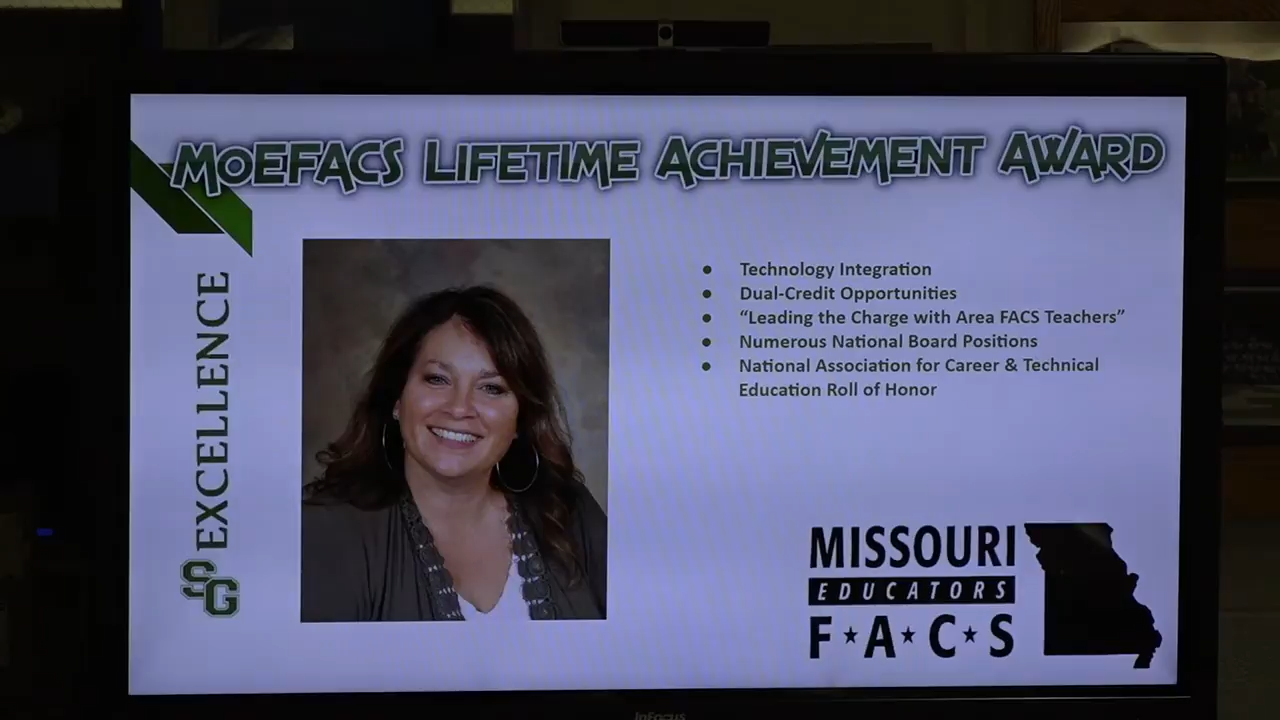 MOEFACS LIFETIME ACHIEVEMENT AWARD
EXCELLENCE
SG
• Technology Integration
• Dual-Credit Opportunities
• “Leading the Charge with Area FACS Teachers”
• Numerous National Board Positions
• National Association for Career & Technical
Education Roll of Honor
MISSOURI
EDUCATORS
F★A★C★S
InFocus